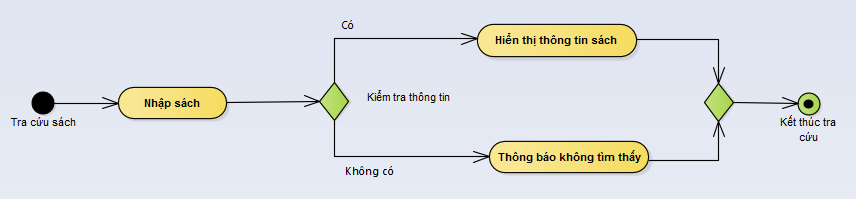 Có
Hiển thị thông tin sách
Nhập sách
Kiểm tra thông tin
Tra cứu sách
Kết thúc tra
cứu
Thông báo không tìm thấy
Không có